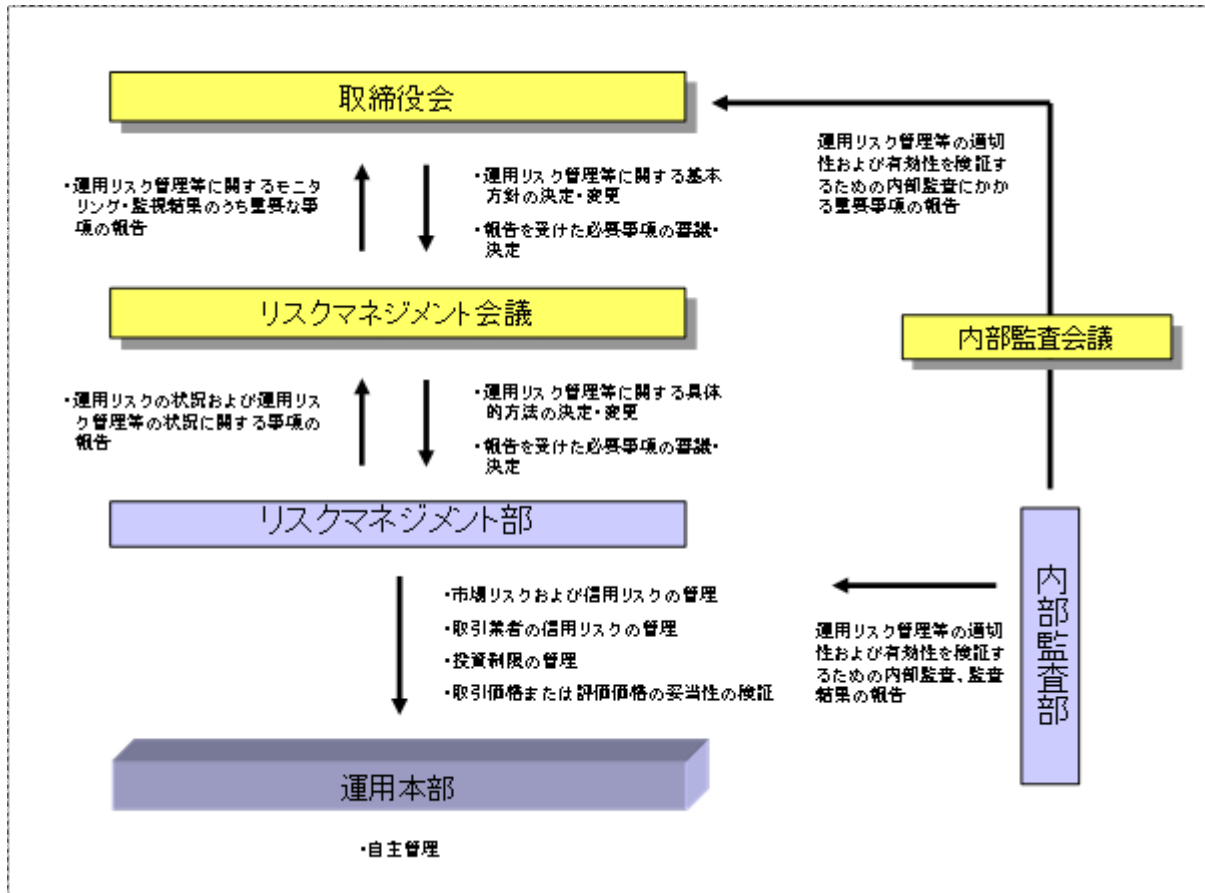 取締役会
・運用リスク管理等に関するモニタ
リング・監視結果のうち重要な事
項の報告
・運用リスク管理等に関する基本
方針の決定・変更
・報告を受けた必要事項の審議・
決定
運用リスク管理等の適切
性および有効性を検証す
るための内部監査にかか
る重要事項の報告
リスクマネジメント会議
内部監査会議
・運用リスクの状況および運用リス
ク管理等の状況に関する事項の
報告
・運用リスク管理等に関する具体
的方法の決定・変更
・報告を受けた必要事項の審議・
決定
リスクマネジメント部
・市場リスクおよび信用リスクの管理
・取引業者の信用リスクの管理
・投資制限の管理
・取引価格または評価価格の妥当性の検証
運用リスク管理等の適切
性および有効性を検証す
るための内部監査、監査
結果の報告
内部監査部
運用本部
・自主管理